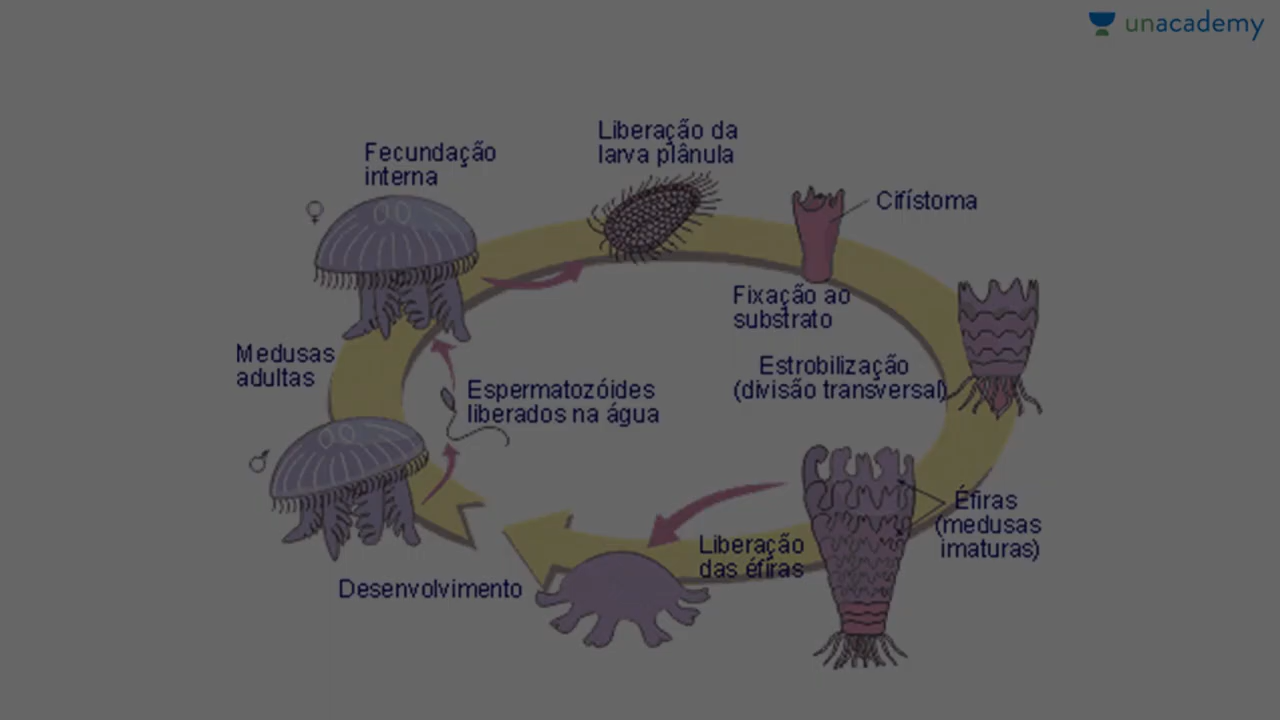 unacademy
Liberação da
larva plânula
Fecundação
interna
♀
Cifístoma
Fixação ao
substrato
Medusas
adultas
Estrobilização
(divisão transversal)
Espermatozóides
liberados na água
♂
Éfiras
(medusas
imaturas)
Liberação
das éfiras
Desenvolvimento